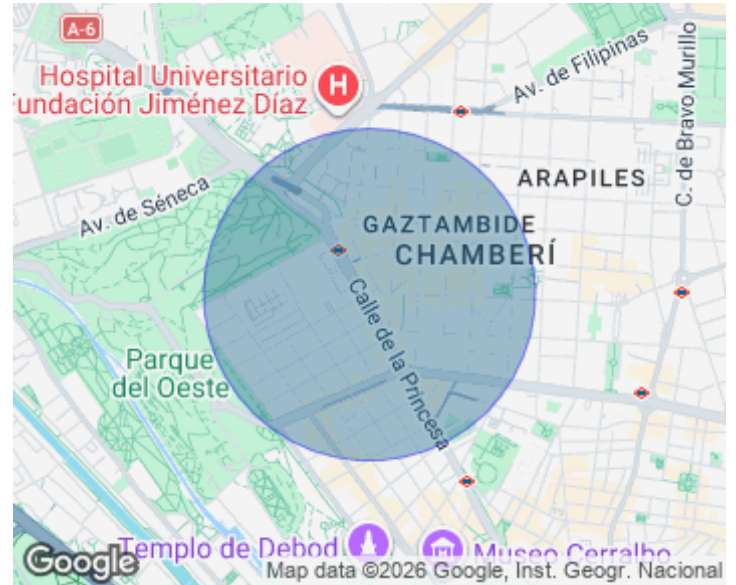 A-6
Hospital Universitario
Fundación Jiménez Díaz
H
Av. de Filipinas
C. de Bravo Murillo
ARAPILES
Av. de Séneca
GAZTAMBIDE
CHAMBERÍ
Calle de la Princesa
Parque
del Oeste
Templo de Debod
Museo Cerralbo
Google
Map data ©2026 Google, Inst. Geogr. Nacional